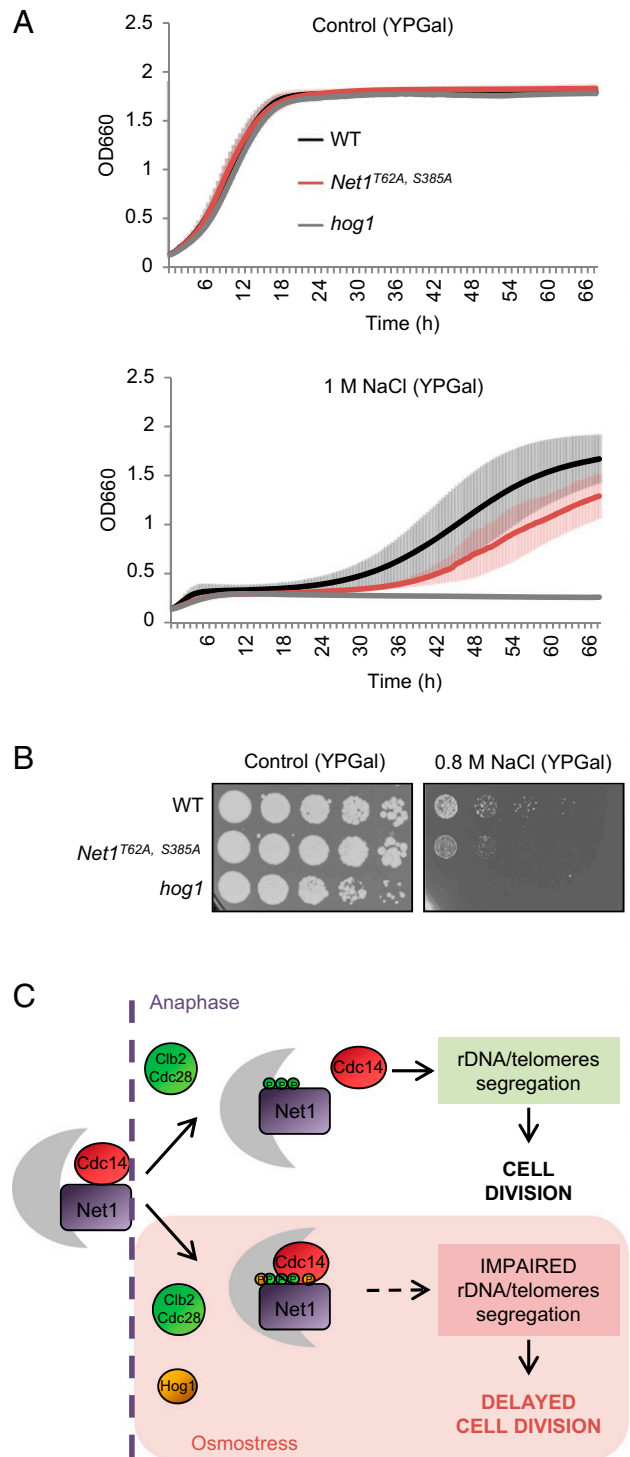 A
Control (YPGal)
OD660
2.5
2
1.5
1
0.5
0
WT
Net1T62A, S385A
hog1
6
12
18
24
30
36
42
48
54
60
66
Time (h)
1 M NaCl (YPGal)
OD660
2.5
2
1.5
1
0.5
0
6
12
18
24
30
36
42
48
54
60
66
Time (h)
B
Control (YPGal)
0.8 M NaCl (YPGal)
WT
Net1T62A, S385A
hog1
C
Anaphase
Clb2
Cdc28
P P P
Net1
Cdc14
rDNA/telomeres
segregation
CELL
DIVISION
Cdc14
Net1
Clb2
Cdc28
Hog1
Cdc14
P P P P P
Net1
IMPAIRED
rDNA/telomeres
segregation
DELAYED
CELL DIVISION
Osmostress